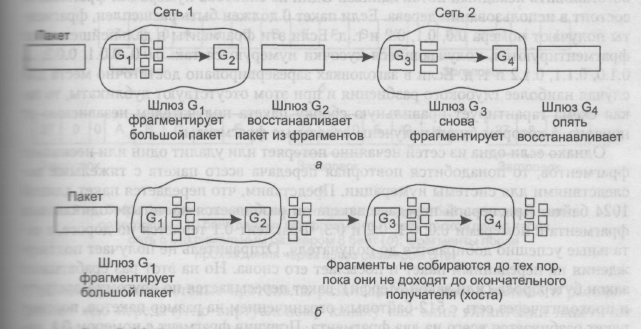 Сеть 1 Сеть 2
Пакет
G₁ G₂ G₃ G₄
Шлюз G₁ Шлюз G₂ Шлюз G₃ Шлюз G₄
фрагментирует восстанавливает снова опять
большой пакет пакет из фрагментов фрагментирует восстанавливает
а
Пакет
G₁ G₂ G₃ G₄
Шлюз G₁ Фрагменты не собираются до тех пор,
фрагментирует пока они не доходят до окончательного
большой пакет получателя (хоста)
б